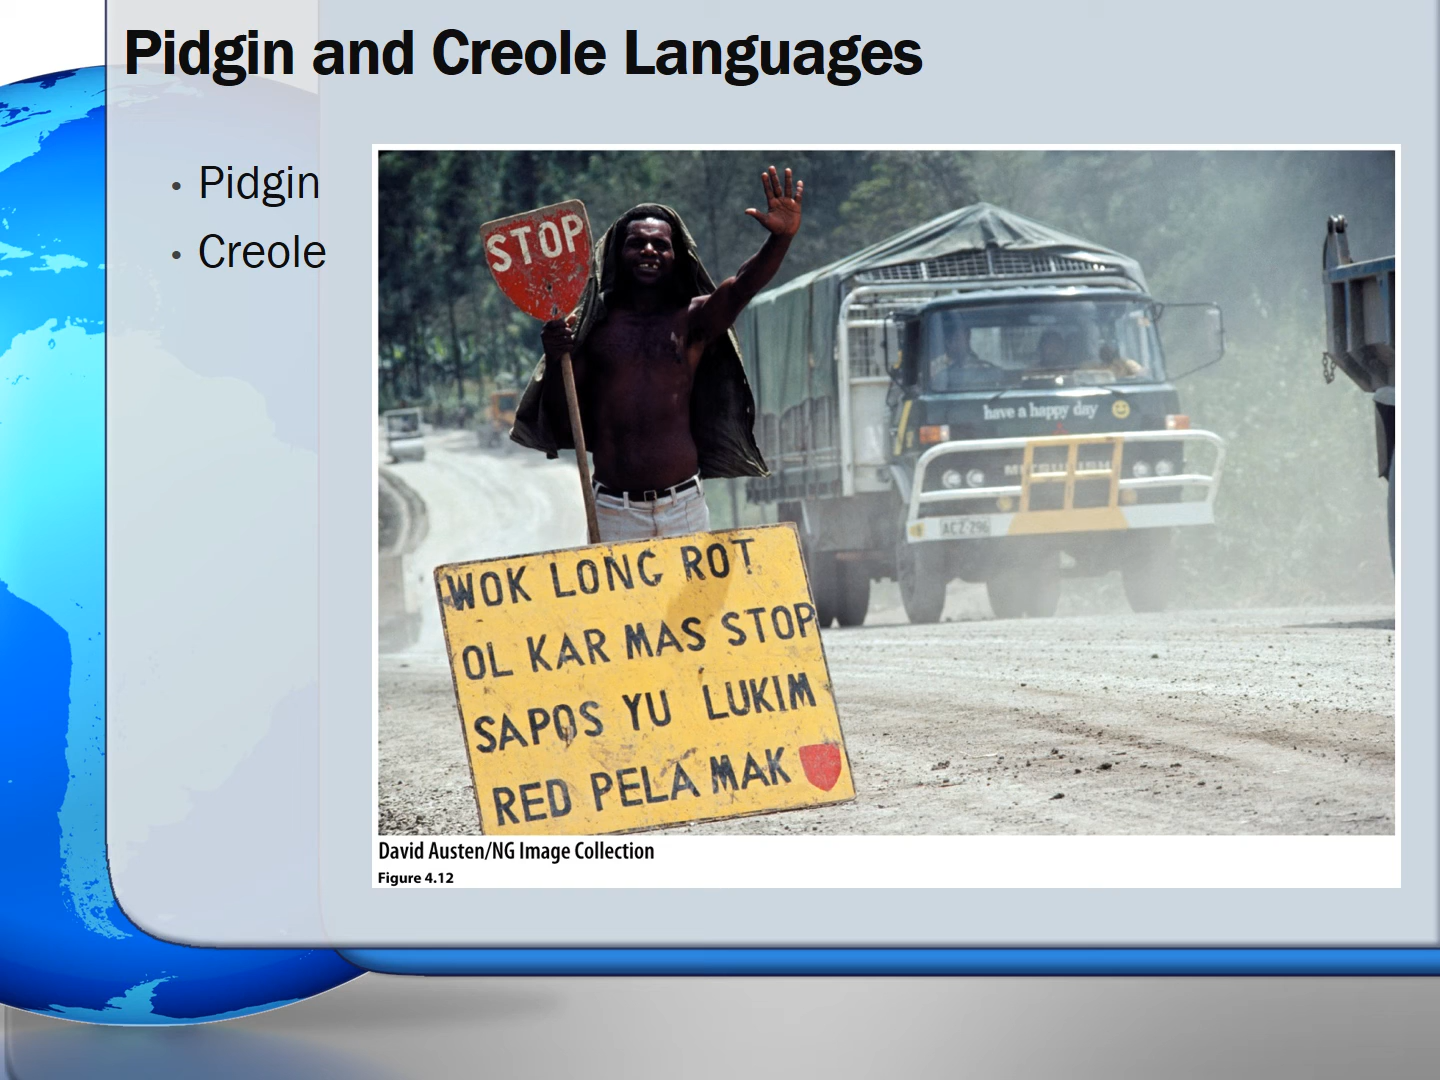 Pidgin and Creole Languages
• Pidgin
• Creole
STOP
have a happy day
MITSUBISHI
ACZ·296
WOK LONG ROT
OL KAR MAS STOP
SAPOS YU LUKIM
RED PELA MAK
David Austen/NG Image Collection
Figure 4.12